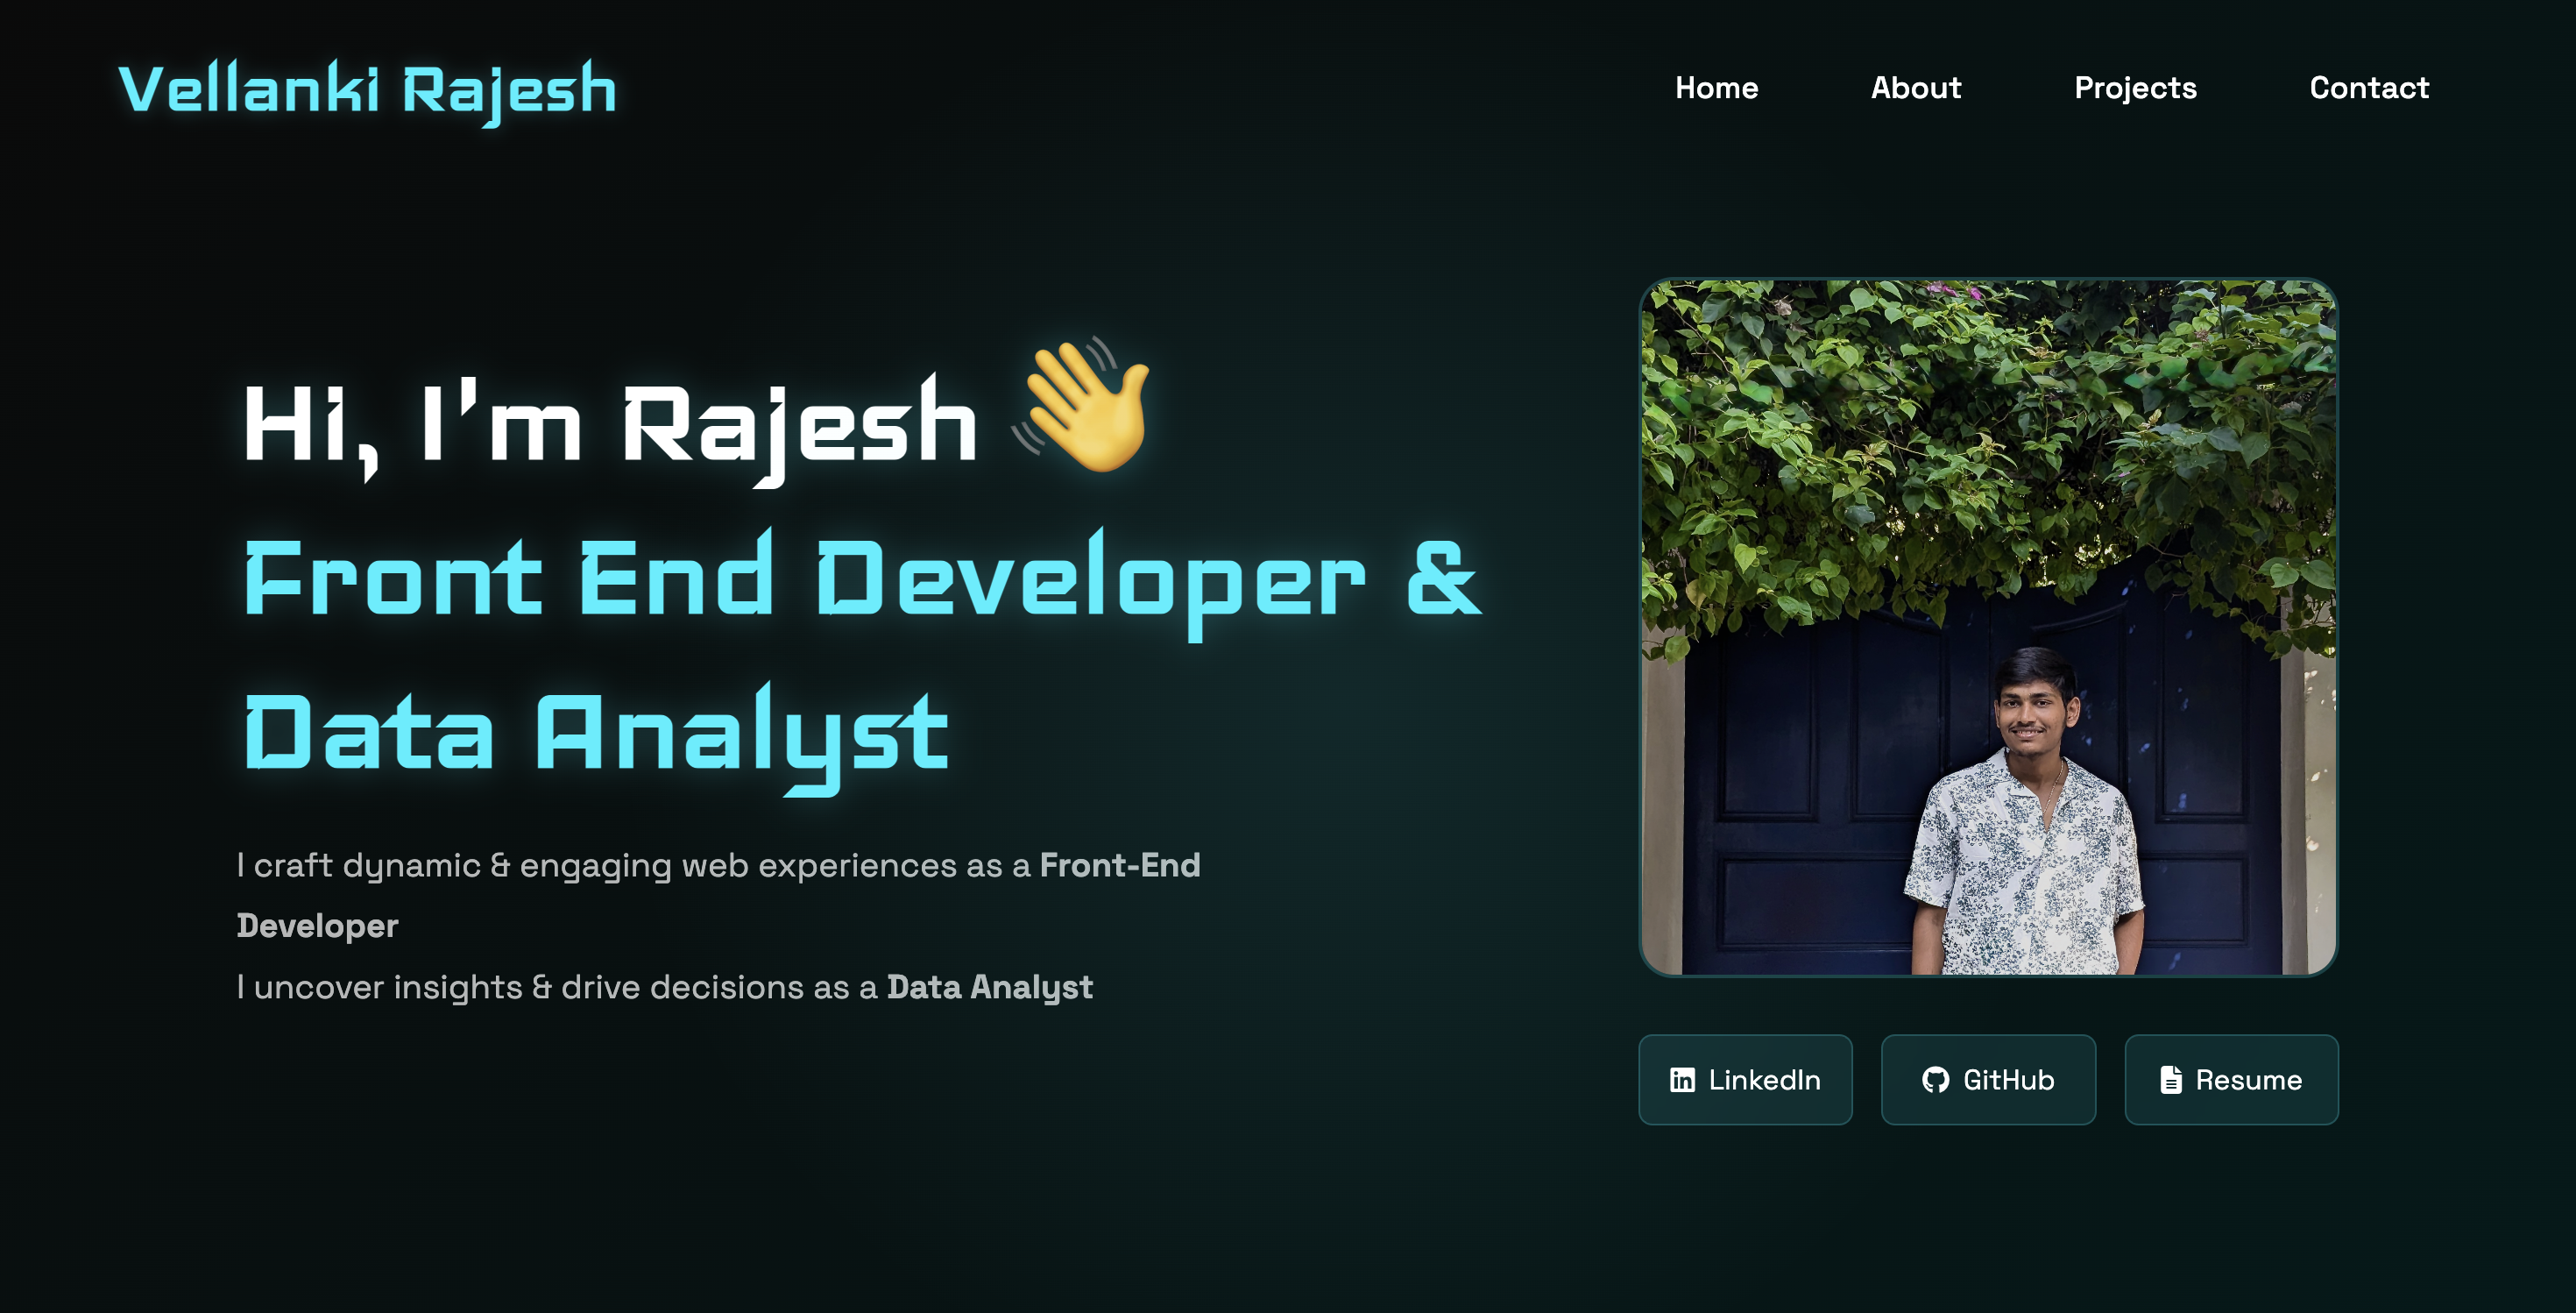 Vellanki Rajesh
Home About Projects Contact
Hi, I'm Rajesh 👋
Front End Developer &
Data Analyst
I craft dynamic & engaging web experiences as a Front-End
Developer
I uncover insights & drive decisions as a Data Analyst
LinkedIn GitHub Resume